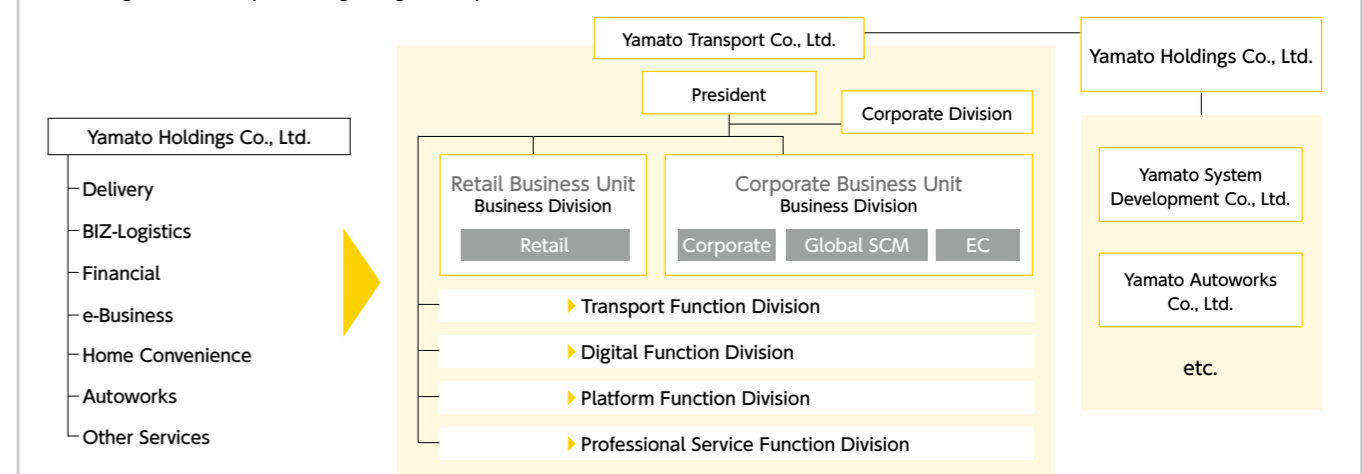 Yamato Holdings Co., Ltd.
Delivery
BIZ-Logistics
Financial
e-Business
Home Convenience
Autoworks
Other Services
Yamato Transport Co., Ltd.
President
Corporate Division
Retail Business Unit
Business Division
Retail
Corporate Business Unit
Business Division
Corporate
Global SCM
EC
Transport Function Division
Digital Function Division
Platform Function Division
Professional Service Function Division
Yamato Holdings Co., Ltd.
Yamato System
Development Co., Ltd.
Yamato Autoworks
Co., Ltd.
etc.